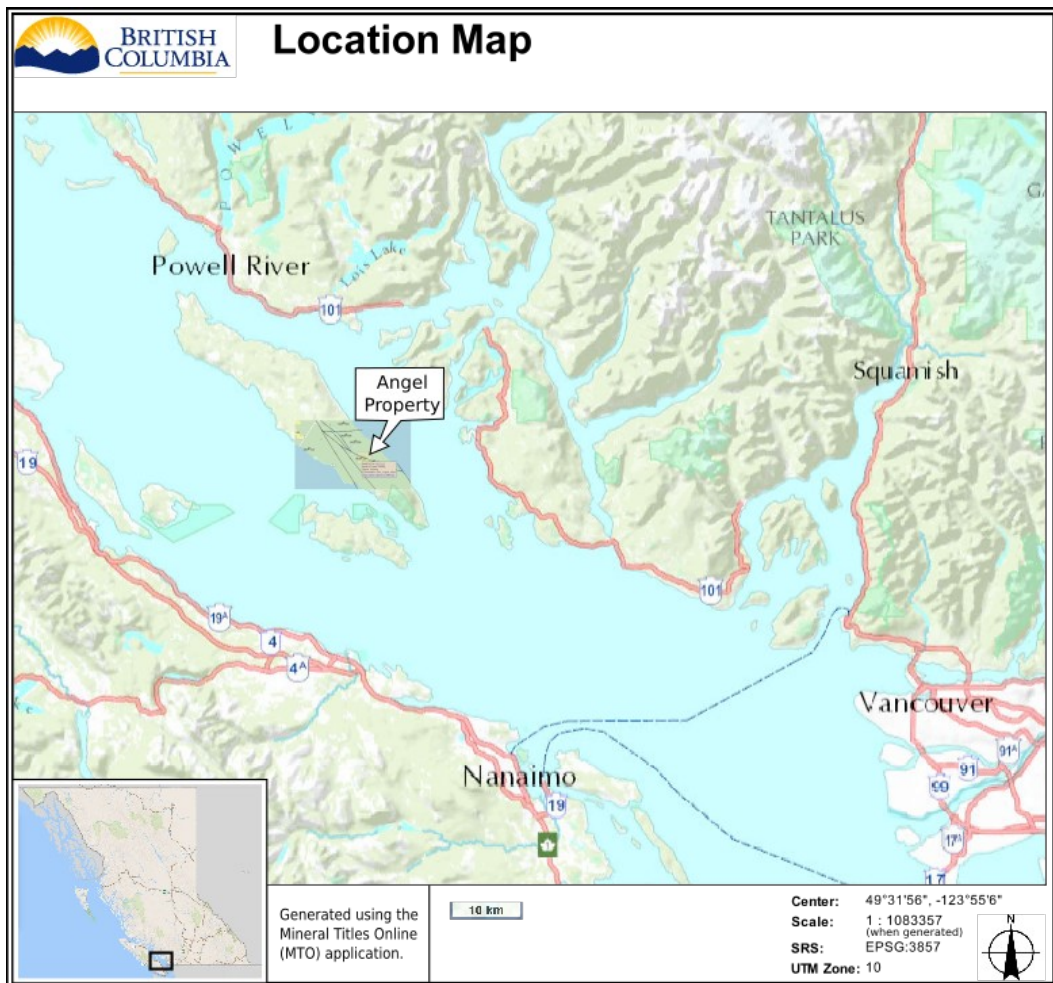 BRITISH
COLUMBIA
Location Map
POWELL
TANTALUS
PARK
Lois Lake
Powell River
101
Squamish
Angel
Property
19
101
19A
4
4A
Vancouver
Nanaimo
91A
91
99
19
1
17A
17
Generated using the
Mineral Titles Online
(MTO) application.
10 km
Center: 49°31'56", -123°55'6"
Scale: 1 : 1083357
(when generated)
SRS: EPSG:3857
UTM Zone: 10
N